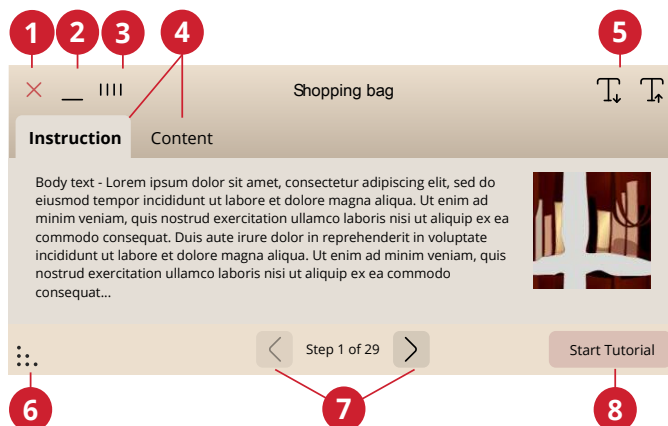 1 2 3 4 5
Shopping bag
Instruction Content
Body text - Lorem ipsum dolor sit amet, consectetur adipiscing elit, sed do
eiusmod tempor incididunt ut labore et dolore magna aliqua. Ut enim ad
minim veniam, quis nostrud exercitation ullamco laboris nisi ut aliquip ex ea
commodo consequat. Duis aute irure dolor in reprehenderit in voluptate
incididunt ut labore et dolore magna aliqua. Ut enim ad minim veniam, quis
nostrud exercitation ullamco laboris nisi ut aliquip ex ea commodo
consequat...
Step 1 of 29
Start Tutorial
6 7 8